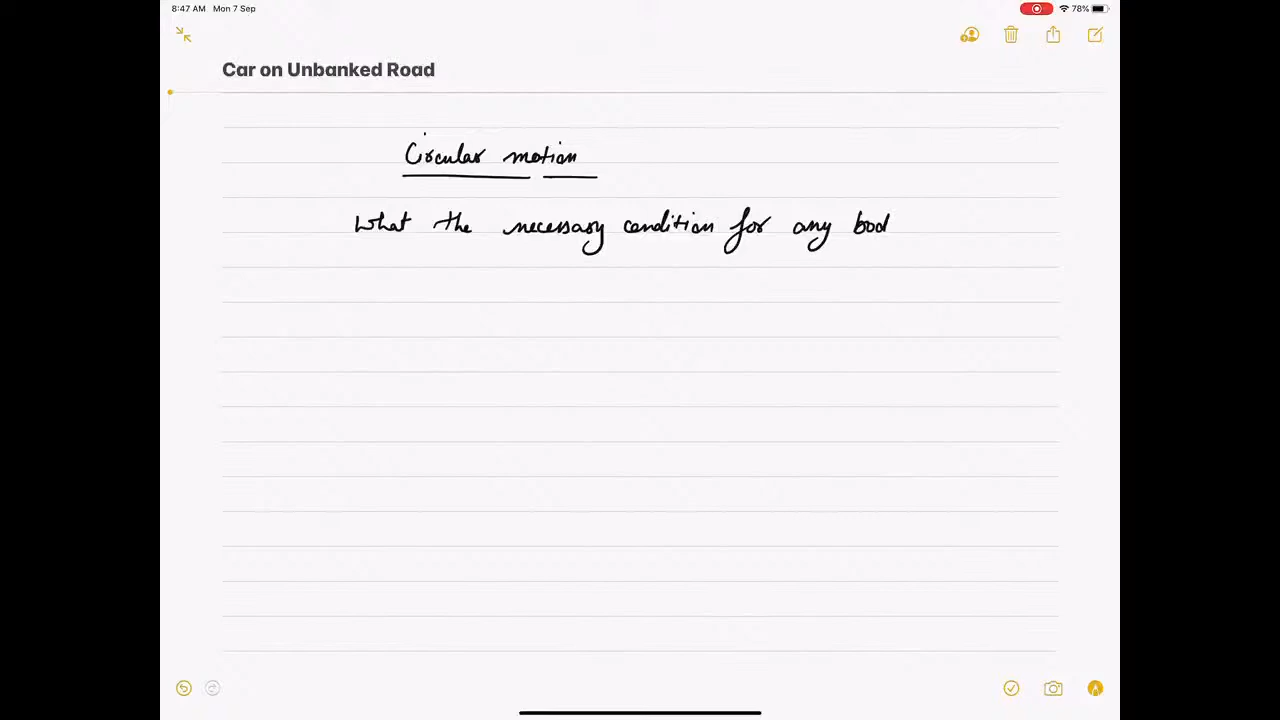 8:47 AM Mon 7 Sep 78%
Car on Unbanked Road
Circular motion
What the necessary condition for any bod